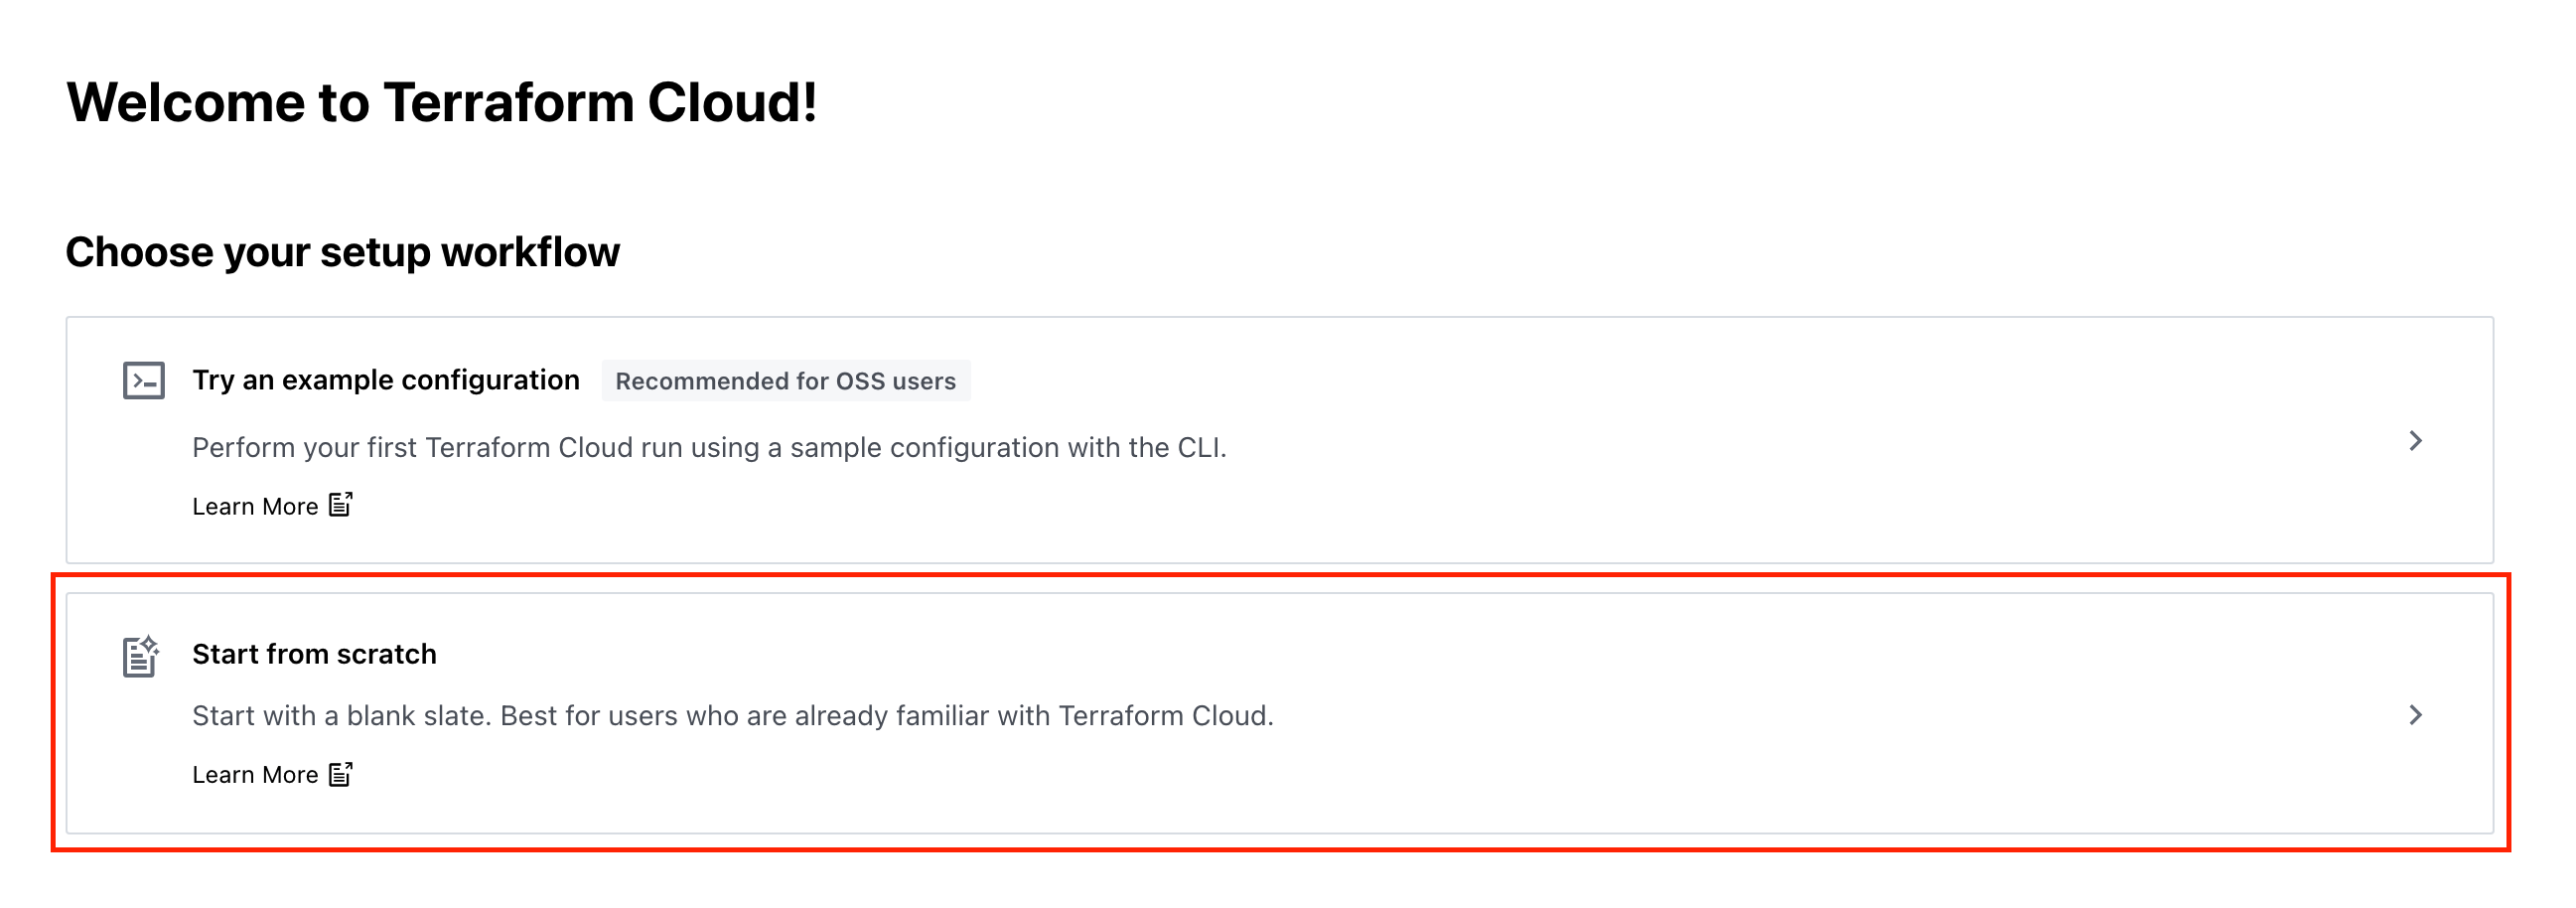 Welcome to Terraform Cloud!
Choose your setup workflow
Try an example configuration Recommended for OSS users
Perform your first Terraform Cloud run using a sample configuration with the CLI.
Learn More
Start from scratch
Start with a blank slate. Best for users who are already familiar with Terraform Cloud.
Learn More